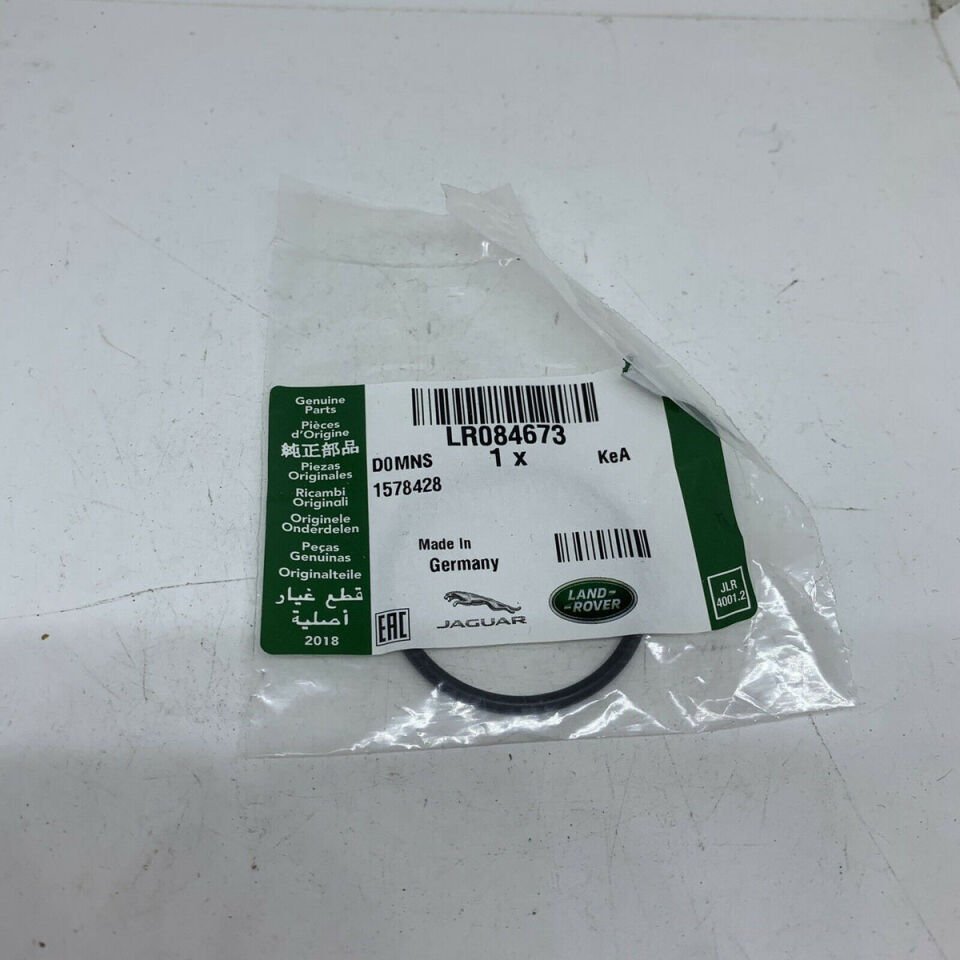 Genuine
Parts
Pièces
d'Origine
純正部品
Piezas
Originales
Ricambi
Originali
Originele
Onderdelen
Peças
Genuinas
Originalteile
قطع غيار
أصلية
2018
LR084673
D0MNS 1 x KeA
1578428
Made In
Germany
EAC
JAGUAR
LAND-
-ROVER
JLR
4001.2